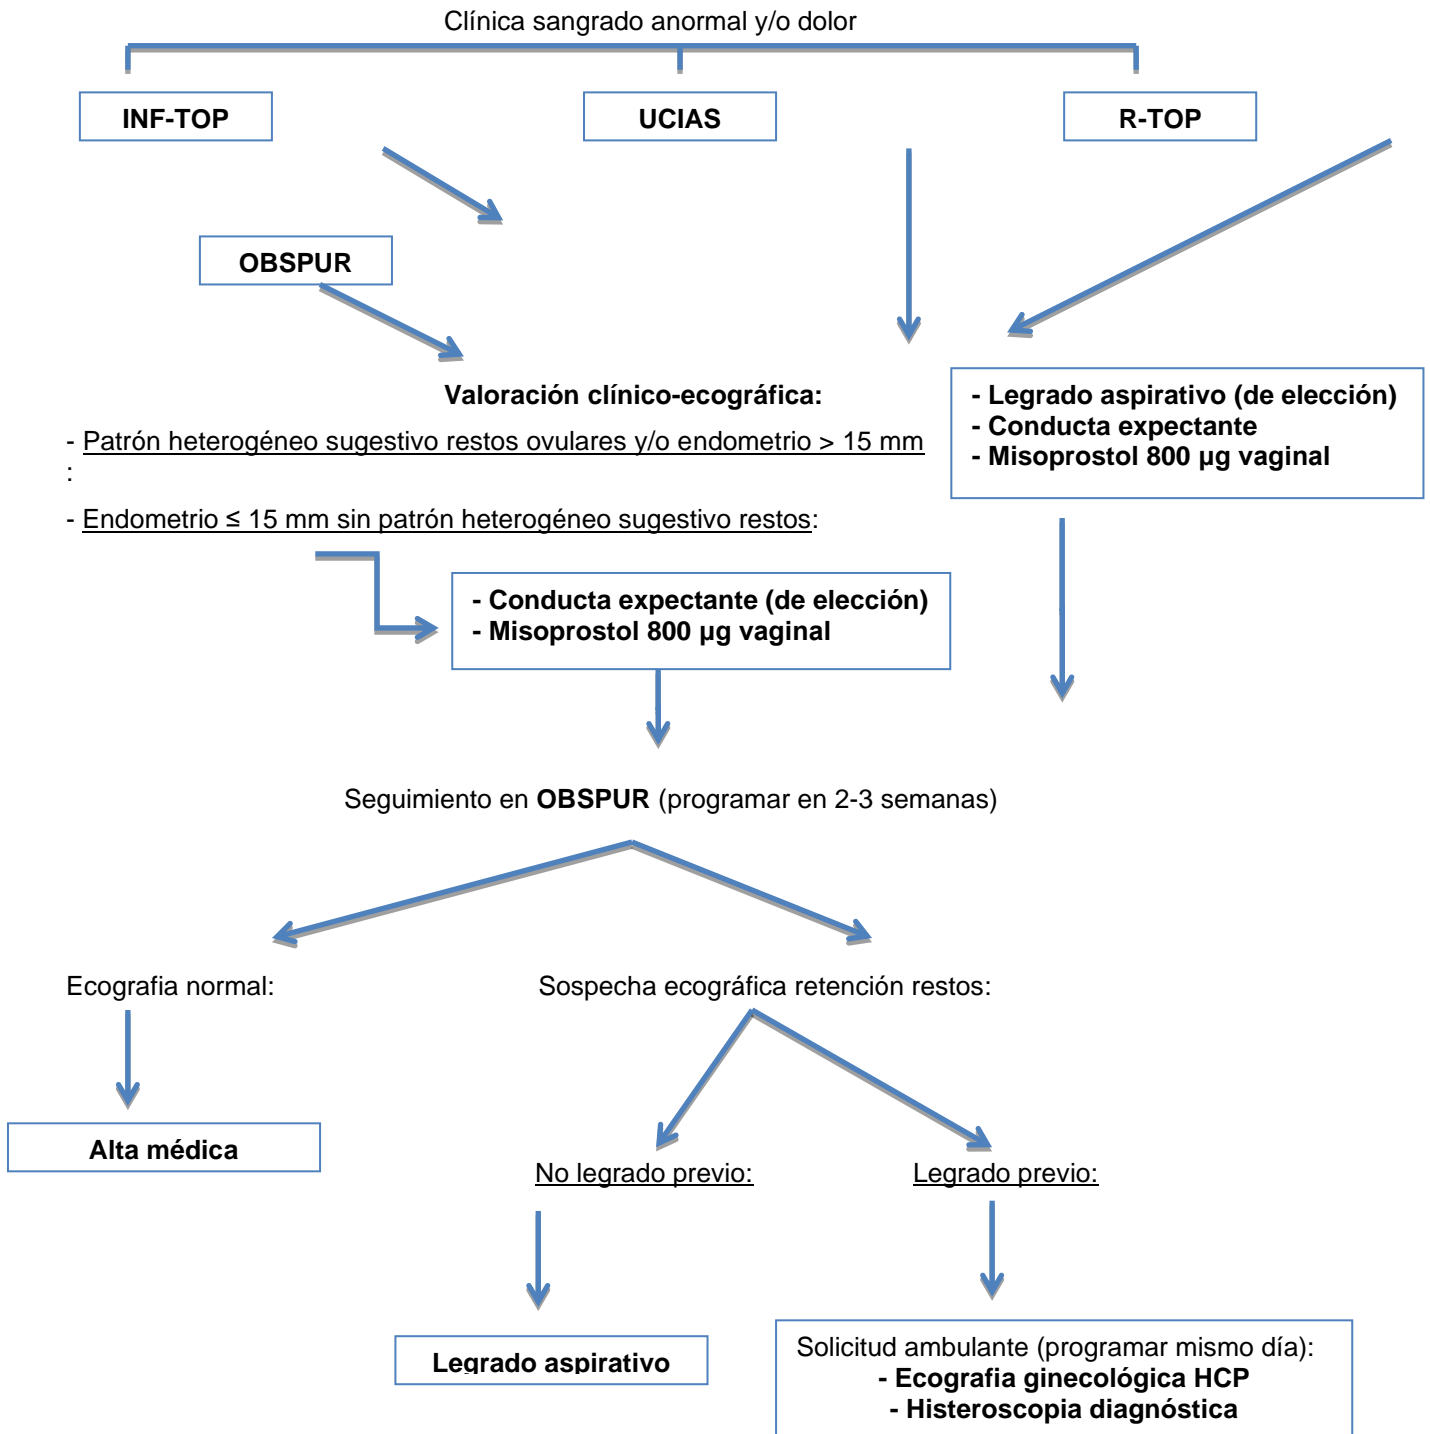 Clínica sangrado anormal y/o dolor
INF-TOP
UCIAS
R-TOP
OBSPUR
Valoración clínico-ecográfica:
- Patrón heterogéneo sugestivo restos ovulares y/o endometrio > 15 mm
:
- Endometrio ≤ 15 mm sin patrón heterogéneo sugestivo restos:
- Legrado aspirativo (de elección)
- Conducta expectante
- Misoprostol 800 µg vaginal
- Conducta expectante (de elección)
- Misoprostol 800 µg vaginal
Seguimiento en OBSPUR (programar en 2-3 semanas)
Ecografia normal:
Sospecha ecográfica retención restos:
Alta médica
No legrado previo:
Legrado previo:
Legrado aspirativo
Solicitud ambulante (programar mismo día):
- Ecografia ginecológica HCP
- Histeroscopia diagnóstica